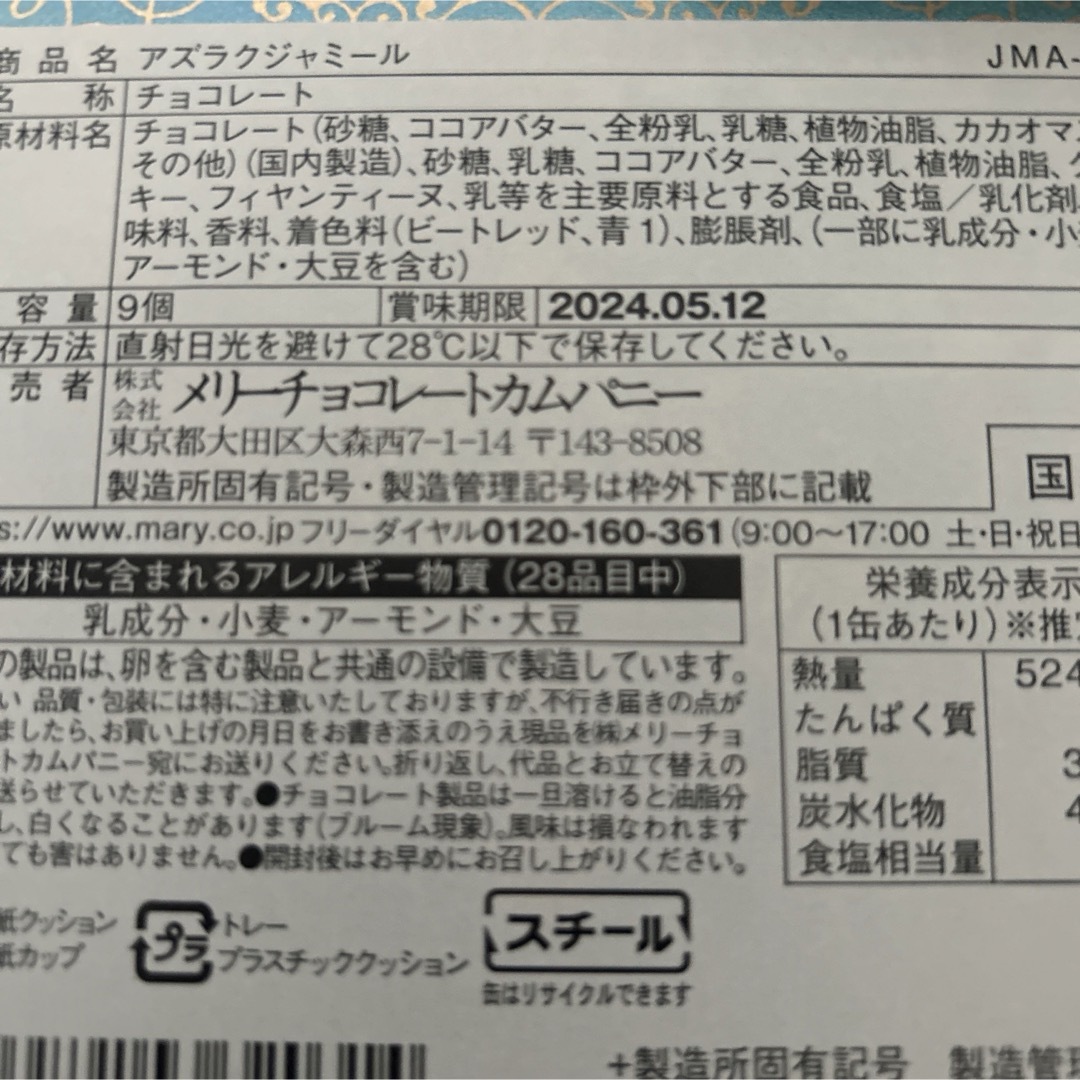 商品名 アズラクジャミール JMA-
名 称 チョコレート
原材料名 チョコレート(砂糖、ココアバター、全粉乳、乳糖、植物油脂、カカオマ
その他)(国内製造)、砂糖、乳糖、ココアバター、全粉乳、植物油脂、
キー、フィヤンティーヌ、乳等を主要原料とする食品、食塩/乳化剤
味料、香料、着色料(ビートレッド、青1)、膨脹剤、(一部に乳成分・小
アーモンド・大豆を含む)
容量 9個 賞味期限 2024.05.12
存方法 直射日光を避けて28℃以下で保存してください。
売者 株式会社 メリーチョコレートカムパニー
東京都大田区大森西7-1-14 〒143-8508
製造所固有記号・製造管理記号は枠外下部に記載
国
s://www.mary.co.jp フリーダイヤル0120-160-361(9:00〜17:00 土・日・祝日
材料に含まれるアレルギー物質(28品目中)
乳成分・小麦・アーモンド・大豆
の製品は、卵を含む製品と共通の設備で製造しています。
い 品質・包装には特に注意いたしておりますが、不行き届きの点が
ましたら、お買い上げの月日をお書き添えのうえ現品を㈱メリーチョ
トカムパニー宛にお送りください。折り返し、代品とお立て替えの
送らせていただきます。●チョコレート製品は一旦溶けると油脂分
し、白くなることがあります(ブルーム現象)。風味は損なわれます
ても害はありません。●開封後はお早めにお召し上がりください。
栄養成分表示
(1缶あたり)※推
熱量 524
たんぱく質
脂質 3
炭水化物 4
食塩相当量
紙クッション
紙カップ
プラ
トレー
プラスチッククッション
スチール
缶はリサイクルできます
+製造所固有記号 製造管理